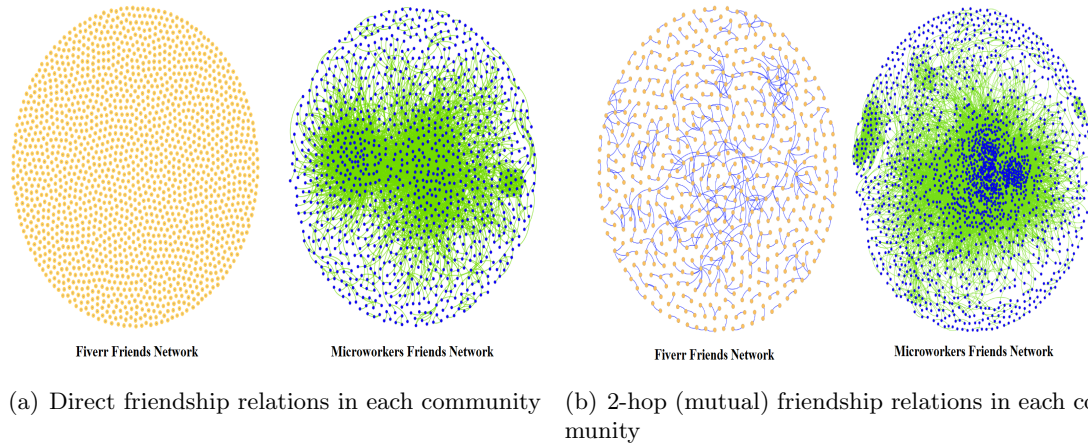 Fiverr Friends Network
Microworkers Friends Network
Fiverr Friends Network
Microworkers Friends Network
(a) Direct friendship relations in each community
(b) 2-hop (mutual) friendship relations in each co
munity